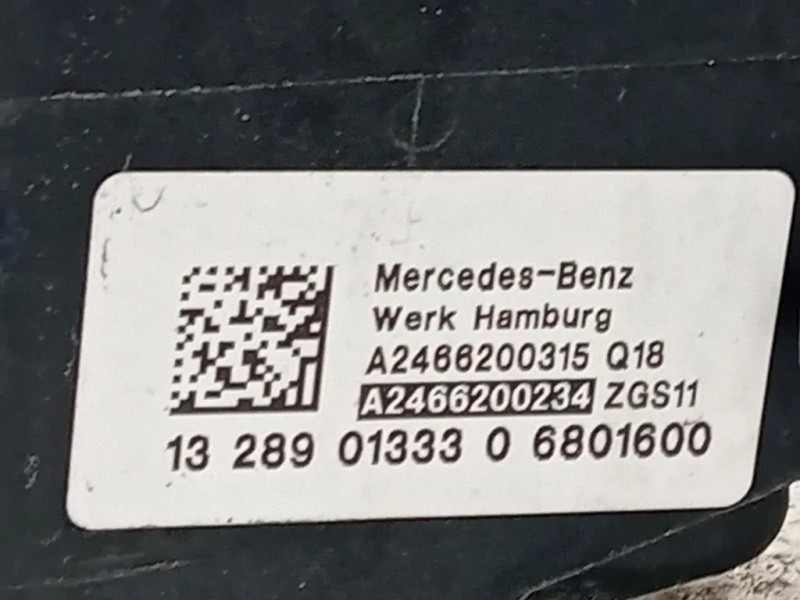 Mercedes-Benz
Werk Hamburg
A2466200315 Q18
A2466200234 ZGS11
13 289 01333 0 6801600